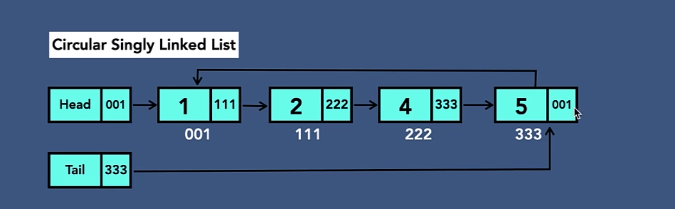 Circular Singly Linked List
Head 001 1 111 2 222 4 333 5 001
001 111 222 333
Tail 333